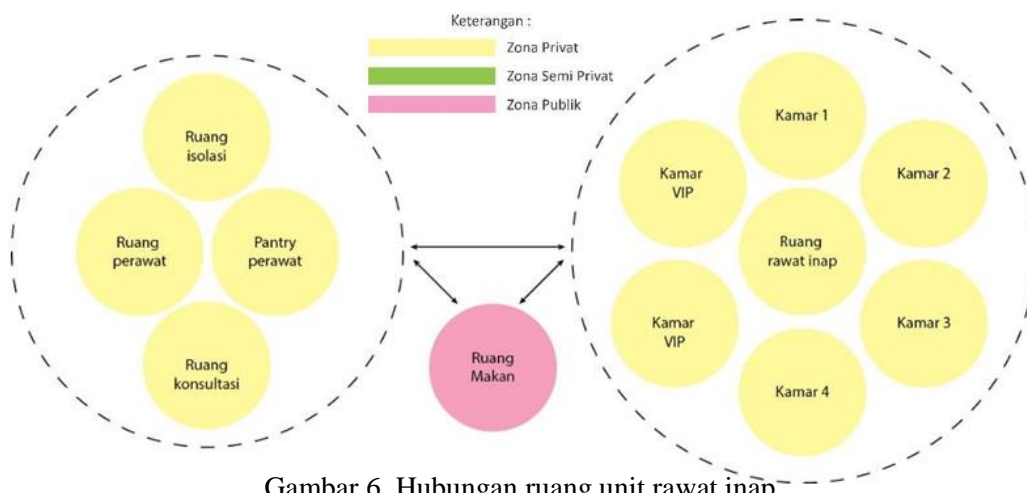 Keterangan :
Zona Privat
Zona Semi Privat
Zona Publik
Ruang
isolasi
Ruang
perawat
Pantry
perawat
Ruang
konsultasi
Ruang
Makan
Kamar 1
Kamar
VIP
Kamar 2
Ruang
rawat inap
Kamar
VIP
Kamar 3
Kamar 4
Gambar 6. Hubungan ruang unit rawat inap